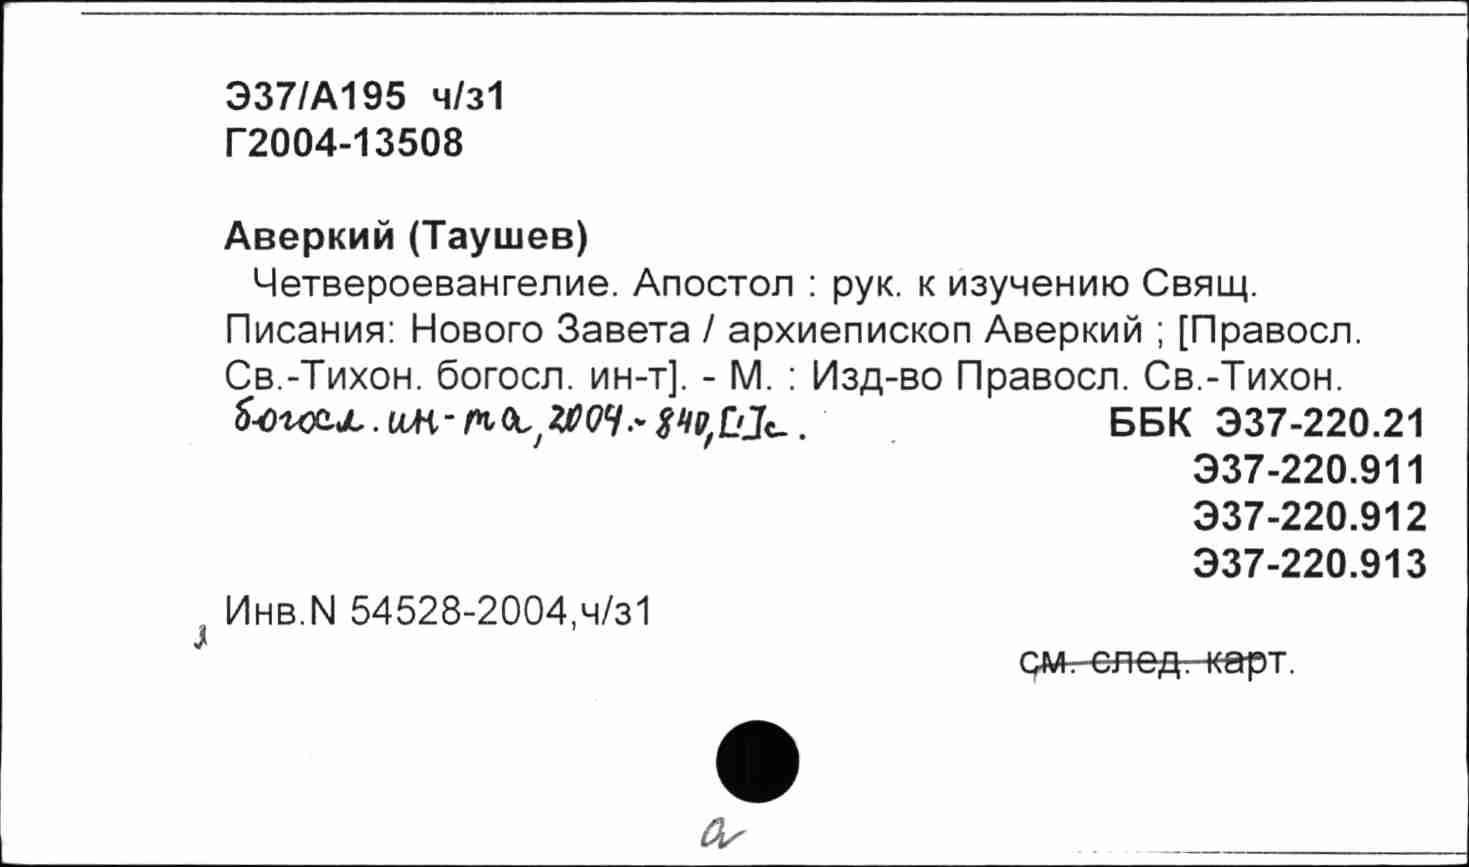 Э37/А195 ч/з1
Г2004-13508
Аверкий (Таушев)
Четвероевангелие. Апостол : рук. к изучению Свящ.
Писания: Нового Завета / архиепископ Аверкий ; [Правосл.
Св.-Тихон. богосл. ин-т]. - М. : Изд-во Правосл. Св.-Тихон.
богосл. ин-та, 2004.- 840,[1]с.
ББК Э37-220.21
Э37-220.911
Э37-220.912
Э37-220.913
Инв.N 54528-2004,ч/з1
см. след. карт.
а